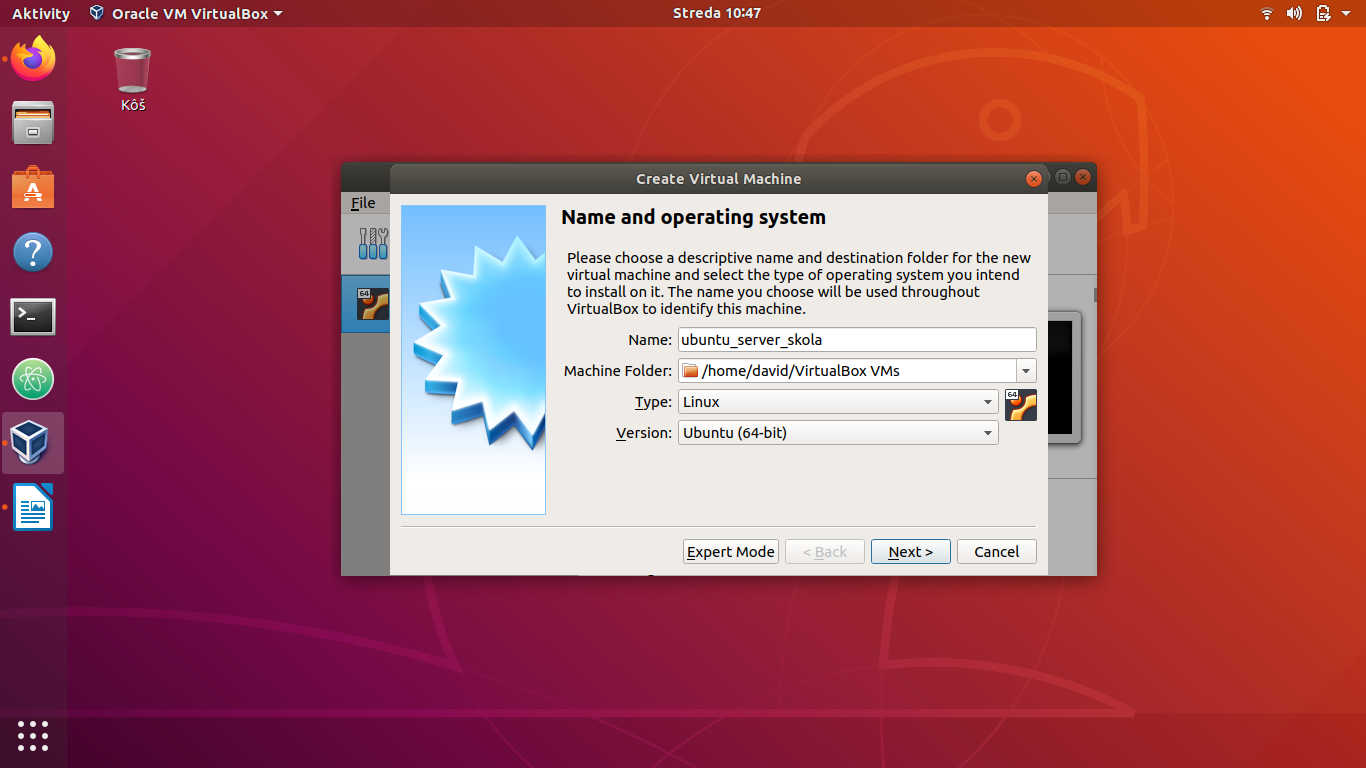 Aktivity
Oracle VM VirtualBox
Streda 10:47
Kôš
Create Virtual Machine
File
64
Name and operating system
Please choose a descriptive name and destination folder for the new
virtual machine and select the type of operating system you intend
to install on it. The name you choose will be used throughout
VirtualBox to identify this machine.
Name: ubuntu_server_skola
Machine Folder: /home/david/VirtualBox VMs
Type: Linux
64
Version: Ubuntu (64-bit)
Expert Mode
< Back
Next >
Cancel